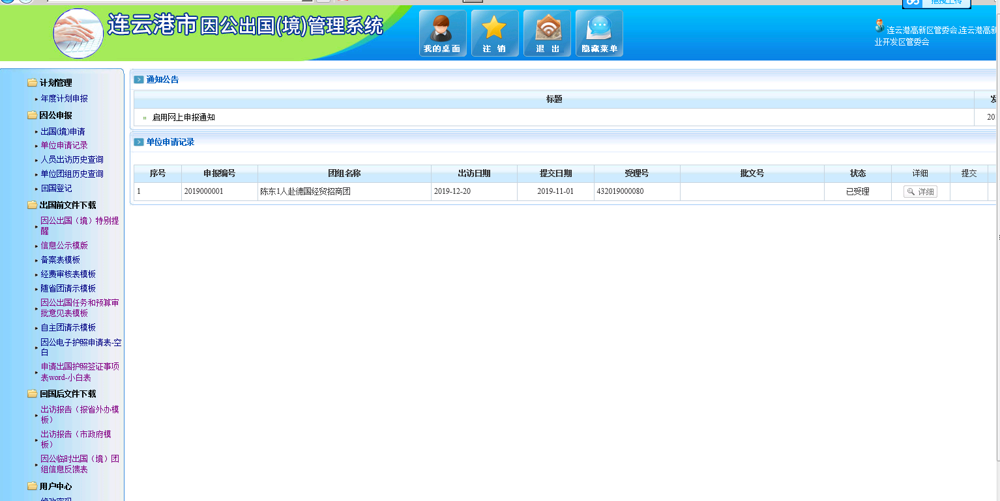 拖拽上传
连云港市因公出国(境)管理系统
我的桌面
注 销
退 出
隐藏菜单
连云港高新区管委会,连云港高新
业开发区管委会
计划管理
年度计划申报
因公申报
出国(境)申请
单位申请记录
人员出访历史查询
单位团组历史查询
回国登记
出国前文件下载
因公出国（境）特别提
醒
信息公示模版
备案表模板
经费审核表模板
随省团请示模板
因公出国任务和预算审
批意见表模板
自主团请示模板
因公电子护照申请表-空
白
申请出国护照签证事项
表word-小白表
回国后文件下载
出访报告（报省外办模
板）
出访报告（市政府模
板）
因公临时出国（境）团
组信息反馈表
用户中心
修改密码
通知公告
标题 发
启用网上申报通知 201
单位申请记录
序号 申报编号 团组名称 出访日期 提交日期 受理号 批文号 状态 详细 提交
1 2019000001 陈东1人赴德国经贸招商团 2019-12-20 2019-11-01 432019000080 已受理 详细